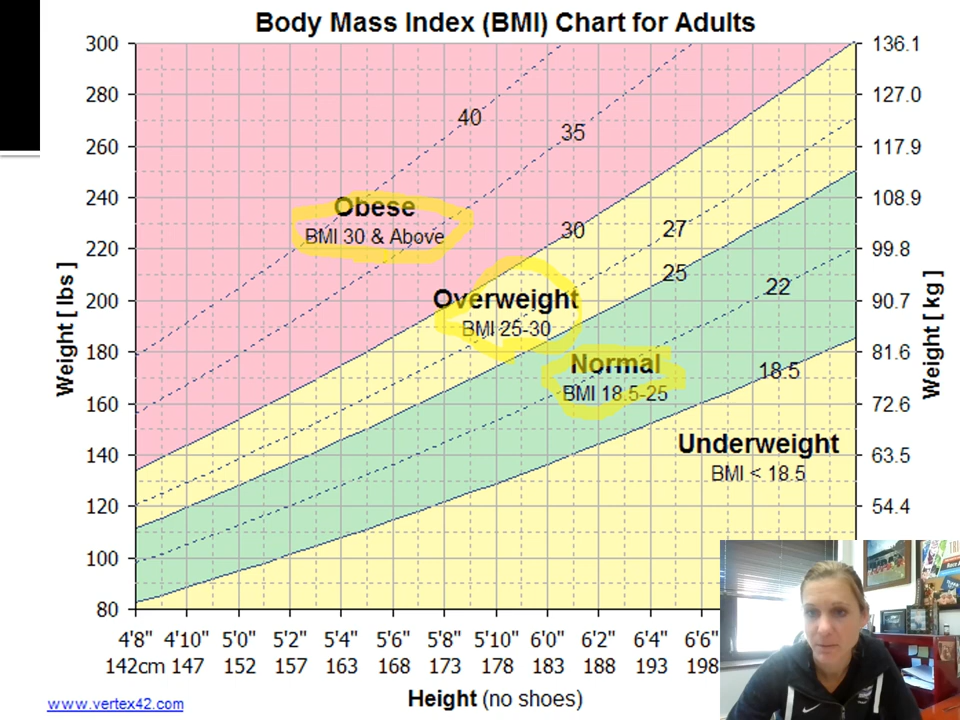 Body Mass Index (BMI) Chart for Adults
300
280
260
240
220
200
180
160
140
120
100
80
Weight [ lbs ]
136.1
127.0
117.9
108.9
99.8
90.7
81.6
72.6
63.5
54.4
Weight [ kg ]
40
35
Obese
BMI 30 & Above
30
27
25
22
Overweight
BMI 25-30
Normal
BMI 18.5-25
18.5
Underweight
BMI < 18.5
4'8" 4'10" 5'0" 5'2" 5'4" 5'6" 5'8" 5'10" 6'0" 6'2" 6'4" 6'6"
142cm 147 152 157 163 168 173 178 183 188 193 198
Height (no shoes)
www.vertex42.com